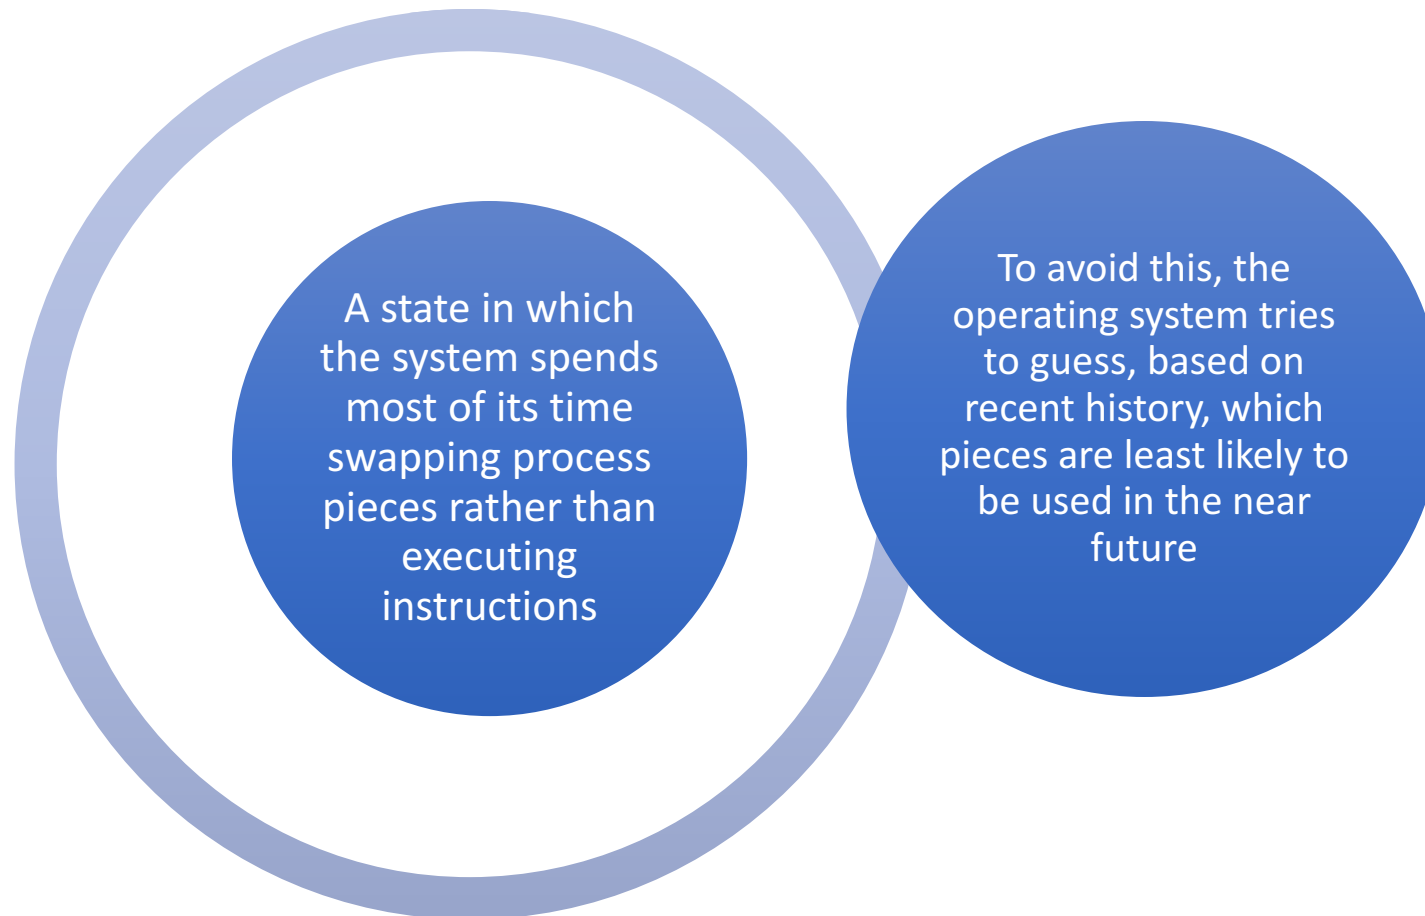 A state in which
the system spends
most of its time
swapping process
pieces rather than
executing
instructions
To avoid this, the
operating system tries
to guess, based on
recent history, which
pieces are least likely to
be used in the near
future